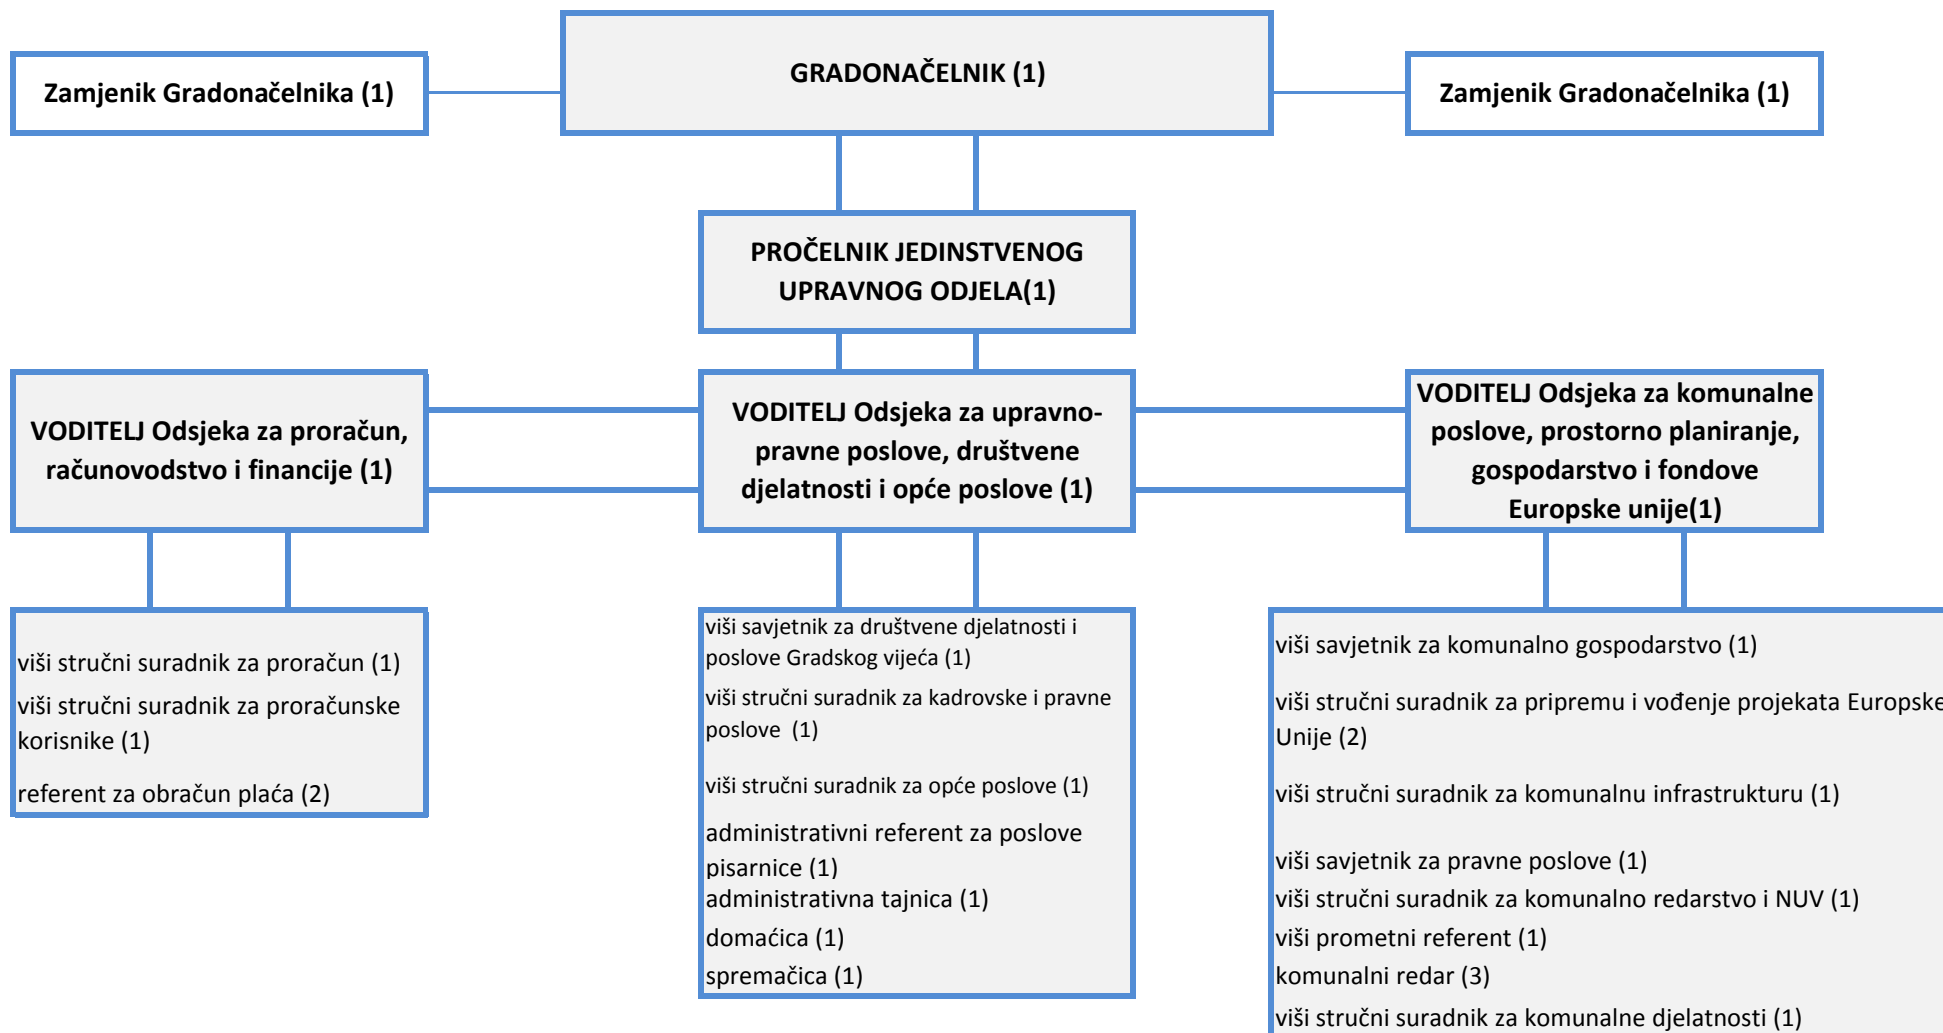 GRADONAČELNIK (1)
Zamjenik Gradonačelnika (1)
Zamjenik Gradonačelnika (1)
PROČELNIK JEDINSTVENOG
UPRAVNOG ODJELA(1)
VODITELJ Odsjeka za proračun,
računovodstvo i financije (1)
VODITELJ Odsjeka za upravno-
pravne poslove, društvene
djelatnosti i opće poslove (1)
VODITELJ Odsjeka za komunalne
poslove, prostorno planiranje,
gospodarstvo i fondove
Europske unije(1)
viši stručni suradnik za proračun (1)
viši stručni suradnik za proračunske
korisnike (1)
referent za obračun plaća (2)
viši savjetnik za društvene djelatnosti i
poslove Gradskog vijeća (1)
viši stručni suradnik za kadrovske i pravne
poslove  (1)
viši stručni suradnik za opće poslove (1)
administrativni referent za poslove
pisarnice (1)
administrativna tajnica (1)
domaćica (1)
spremačica (1)
viši savjetnik za komunalno gospodarstvo (1)
viši stručni suradnik za pripremu i vođenje projekata Europske
Unije (2)
viši stručni suradnik za komunalnu infrastrukturu (1)
viši savjetnik za pravne poslove (1)
viši stručni suradnik za komunalno redarstvo i NUV (1)
viši prometni referent (1)
komunalni redar (3)
viši stručni suradnik za komunalne djelatnosti (1)